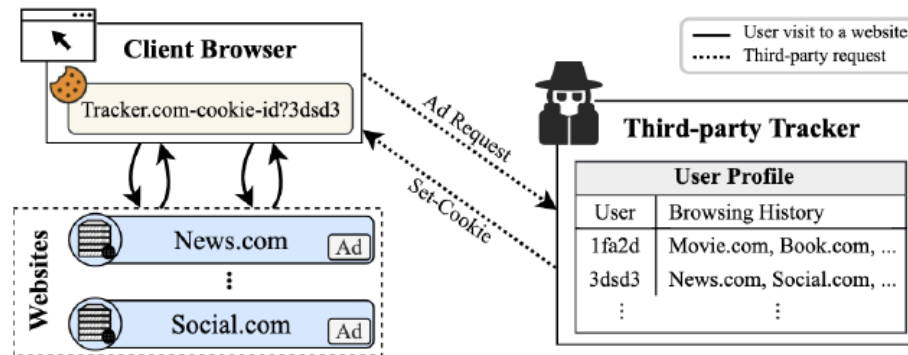 User visit to a website
Third-party request
Client Browser
Tracker.com-cookie-id?3dsd3
Ad Request
Set-Cookie
Third-party Tracker
User Profile
User Browsing History
1fa2d Movie.com, Book.com, ...
3dsd3 News.com, Social.com, ...
⋮ ⋮
Websites
News.com Ad
⋮
Social.com Ad